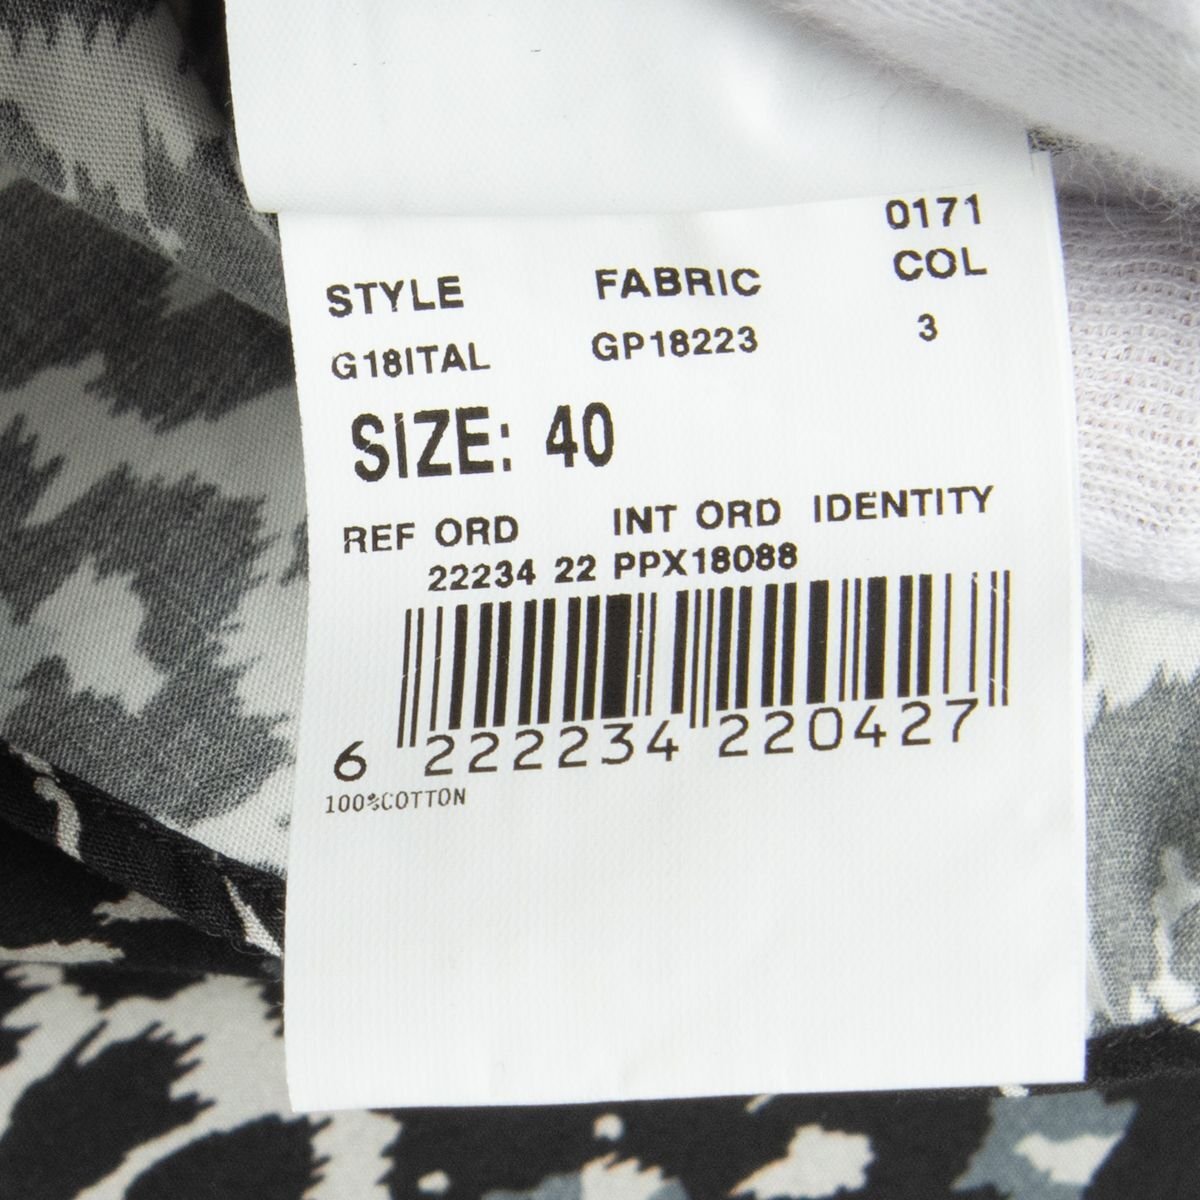 0171
STYLE FABRIC COL
G18ITAL GP18223 3
SIZE: 40
REF ORD INT ORD IDENTITY
22234 22 PPX18088
6 222234 220427
100%COTTON